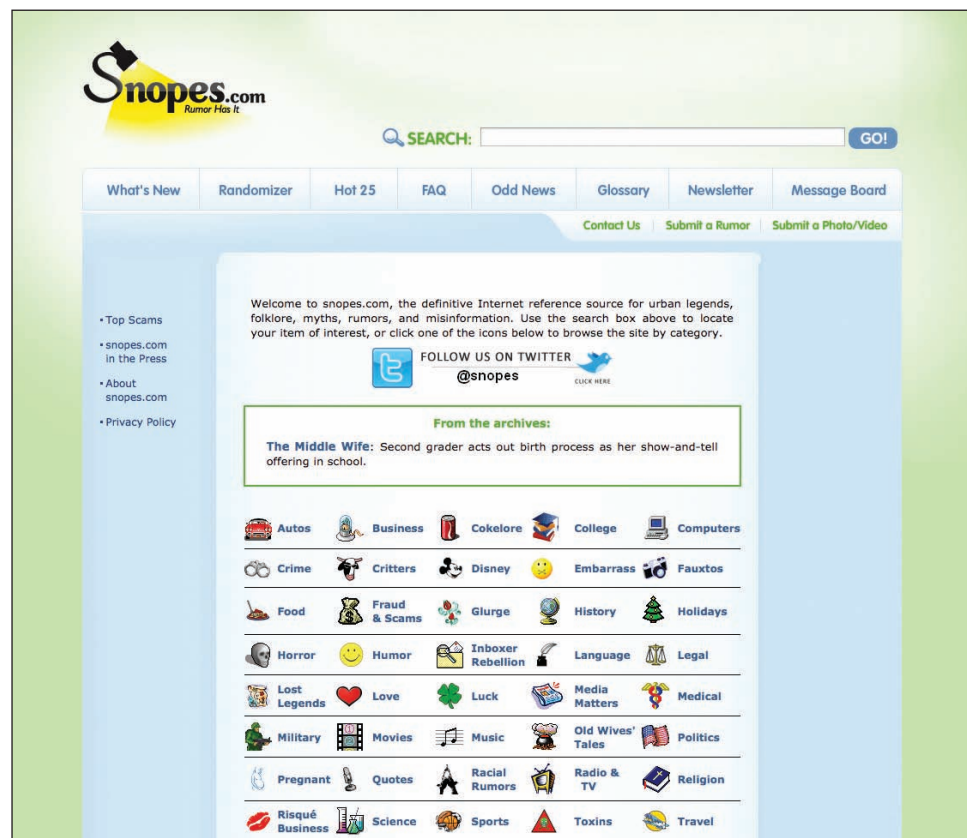 Snopes.com
Rumor Has It
SEARCH:
GO!
What's New Randomizer Hot 25 FAQ Odd News Glossary Newsletter Message Board
Contact Us Submit a Rumor Submit a Photo/Video
• Top Scams
• snopes.com
in the Press
• About
snopes.com
• Privacy Policy
Welcome to snopes.com, the definitive Internet reference source for urban legends,
folklore, myths, rumors, and misinformation. Use the search box above to locate
your item of interest, or click one of the icons below to browse the site by category.
FOLLOW US ON TWITTER
@snopes
CLICK HERE
From the archives:
The Middle Wife: Second grader acts out birth process as her show-and-tell
offering in school.
Autos Business Cokelore College Computers
Crime Critters Disney Embarrass Fauxtos
Food Fraud & Scams Glurge History Holidays
Horror Humor Inboxer Rebellion Language Legal
Lost Legends Love Luck Media Matters Medical
Military Movies Music Old Wives' Tales Politics
Pregnant Quotes Racial Rumors Radio & TV Religion
Risqué Business Science Sports Toxins Travel